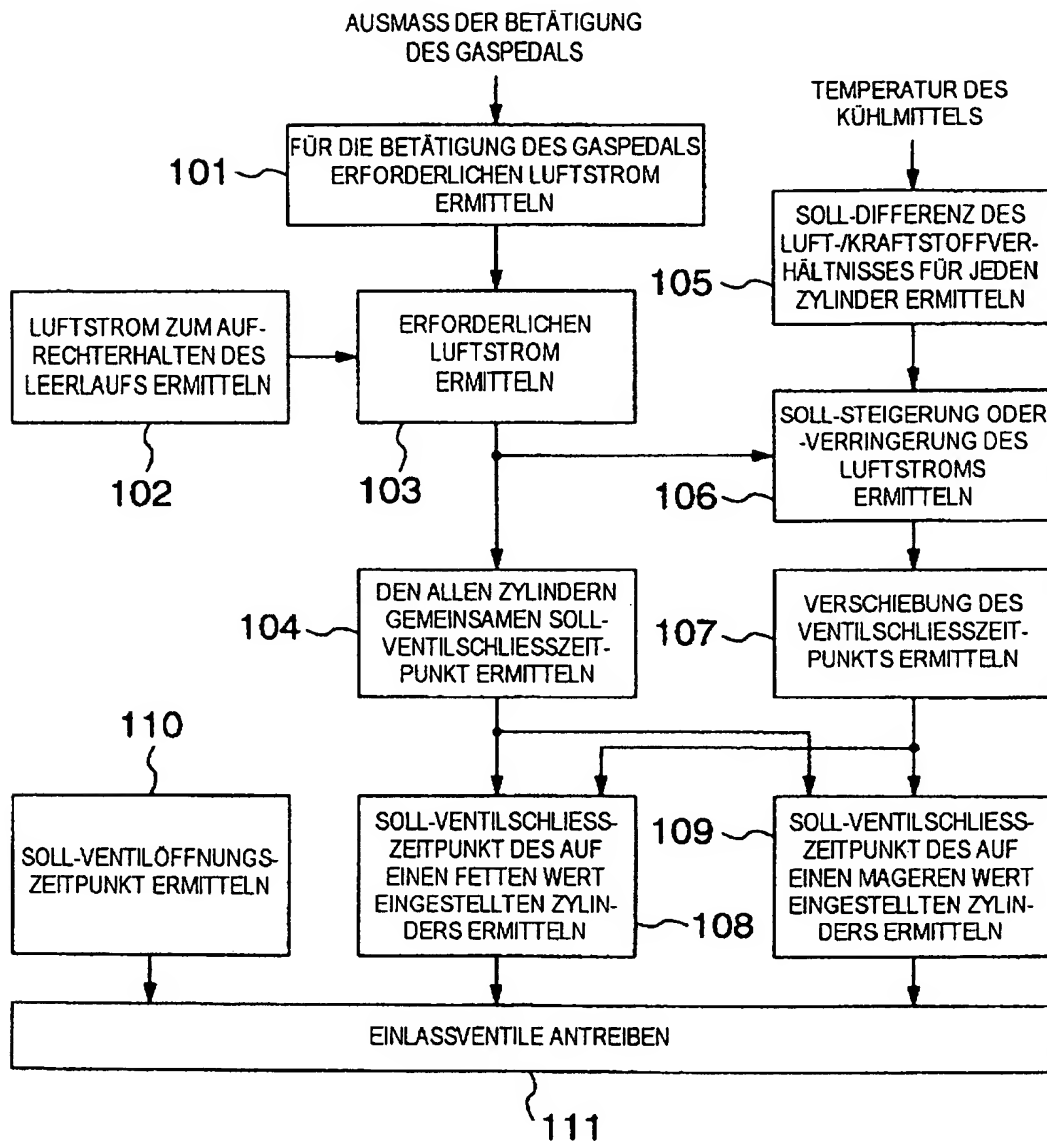 AUSMASS DER BETÄTIGUNG
DES GASPEDALS
TEMPERATUR DES
KÜHLMITTELS
101
FÜR DIE BETÄTIGUNG DES GASPEDALS
ERFORDERLICHEN LUFTSTROM
ERMITTELN
105
SOLL-DIFFERENZ DES
LUFT-/KRAFTSTOFFVER-
HÄLTNISSES FÜR JEDEN
ZYLINDER ERMITTELN
LUFTSTROM ZUM AUF-
RECHTERHALTEN DES
LEERLAUFS ERMITTELN
102
ERFORDERLICHEN
LUFTSTROM
ERMITTELN
103
SOLL-STEIGERUNG ODER
-VERRINGERUNG DES
LUFTSTROMS
ERMITTELN
106
104
DEN ALLEN ZYLINDERN
GEMEINSAMEN SOLL-
VENTILSCHLIESSZEIT-
PUNKT ERMITTELN
107
VERSCHIEBUNG DES
VENTILSCHLIESSZEIT-
PUNKTS ERMITTELN
110
SOLL-VENTILÖFFNUNGS-
ZEITPUNKT ERMITTELN
SOLL-VENTILSCHLIESS-
ZEITPUNKT DES AUF
EINEN FETTEN WERT
EINGESTELLTEN ZYLIN-
DERS ERMITTELN
108
109
SOLL-VENTILSCHLIESS-
ZEITPUNKT DES AUF
EINEN MAGEREN WERT
EINGESTELLTEN ZYLIN-
DERS ERMITTELN
EINLASSVENTILE ANTREIBEN
111